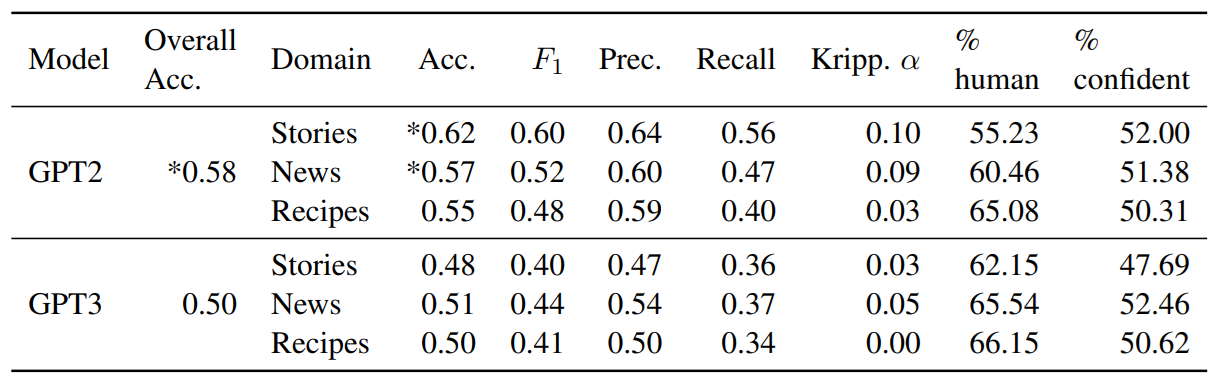 Model Overall Acc. Domain Acc. F1 Prec. Recall Kripp. α % human % confident
Stories *0.62 0.60 0.64 0.56 0.10 55.23 52.00
GPT2 *0.58 News *0.57 0.52 0.60 0.47 0.09 60.46 51.38
Recipes 0.55 0.48 0.59 0.40 0.03 65.08 50.31
Stories 0.48 0.40 0.47 0.36 0.03 62.15 47.69
GPT3 0.50 News 0.51 0.44 0.54 0.37 0.05 65.54 52.46
Recipes 0.50 0.41 0.50 0.34 0.00 66.15 50.62